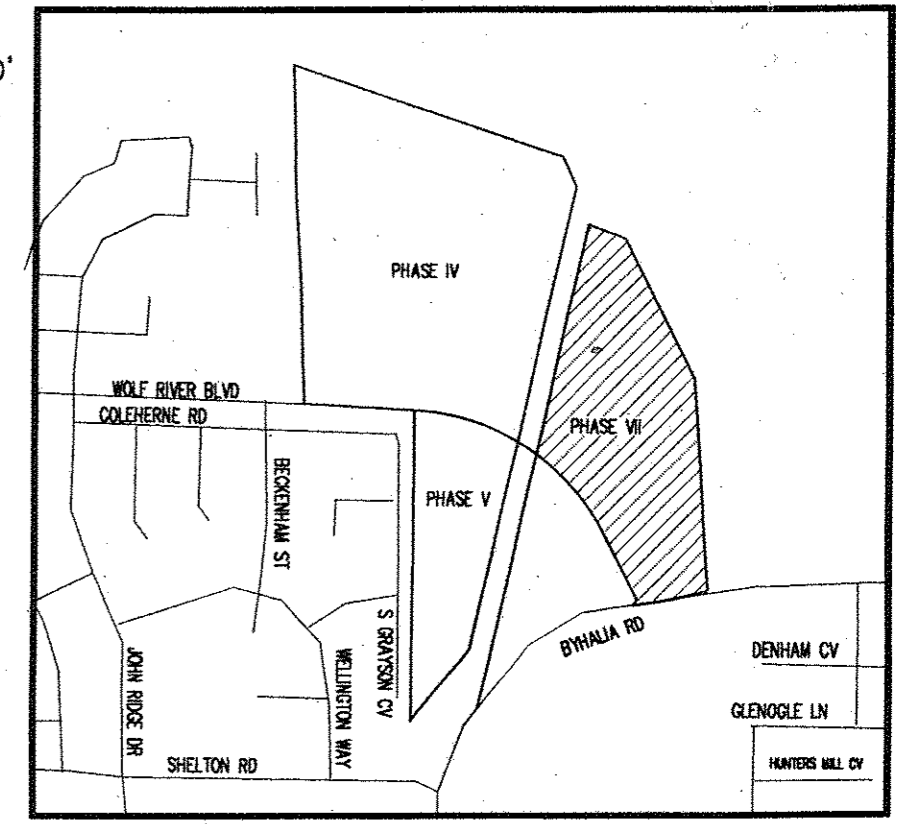 0'
PHASE IV
WOLF RIVER BLVD
COLEHERNE RD
PHASE VII
BECKENHAM ST
PHASE V
S GRAYSON CV
BYHALIA RD
JOHN RIDGE DR
WELLINGTON WAY
DENHAM CV
GLENOGLE LN
SHELTON RD
HUNTERS MILL CV